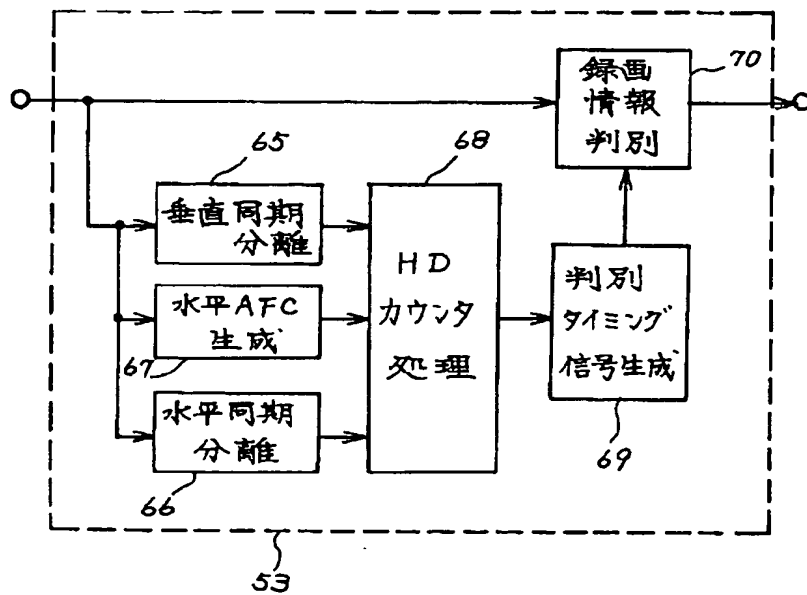 録画
情報
判別
70
65
垂直同期
分離
68
HD
カウンタ
処理
水平AFC
生成
67
判別
タイミング
信号生成
69
水平同期
分離
66
53